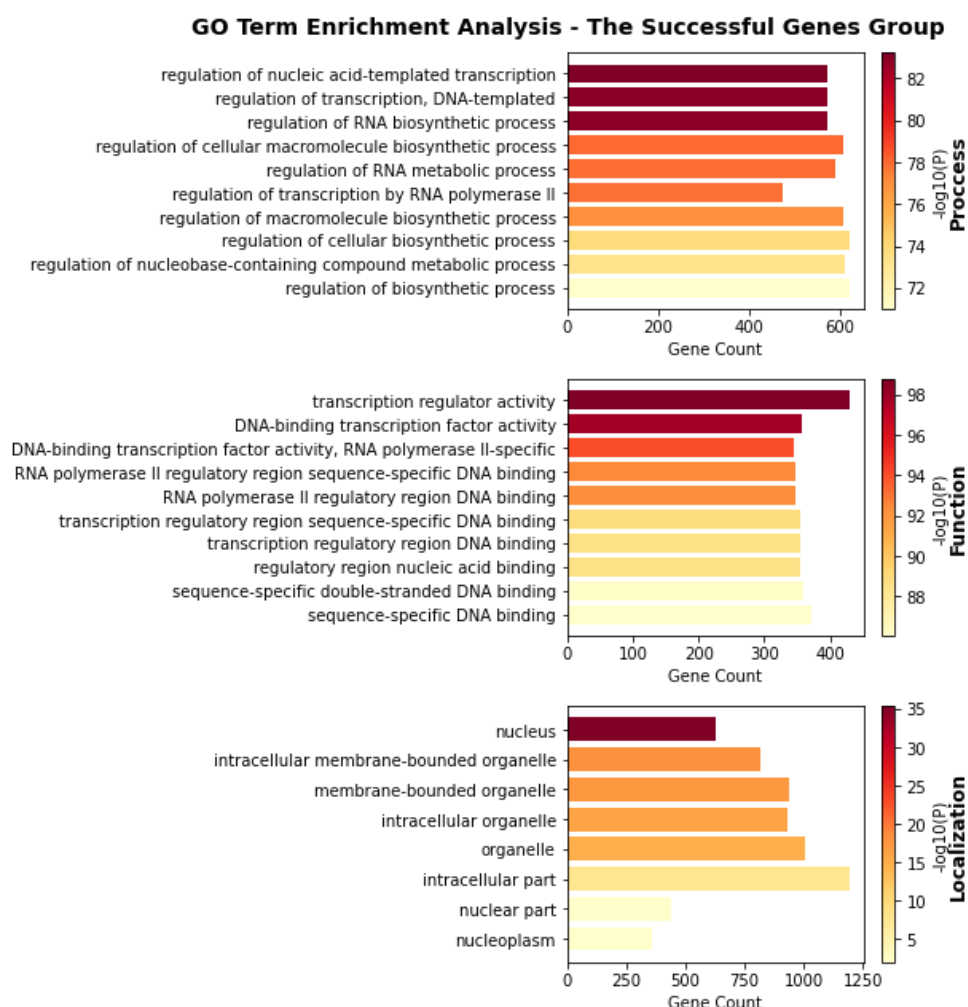 GO Term Enrichment Analysis - The Successful Genes Group
regulation of nucleic acid-templated transcription
regulation of transcription, DNA-templated
regulation of RNA biosynthetic process
regulation of cellular macromolecule biosynthetic process
regulation of RNA metabolic process
regulation of transcription by RNA polymerase II
regulation of macromolecule biosynthetic process
regulation of cellular biosynthetic process
regulation of nucleobase-containing compound metabolic process
regulation of biosynthetic process
0 200 400 600
Gene Count
82
80
78
76
74
72
-log10(P)
Proccess
transcription regulator activity
DNA-binding transcription factor activity
DNA-binding transcription factor activity, RNA polymerase II-specific
RNA polymerase II regulatory region sequence-specific DNA binding
RNA polymerase II regulatory region DNA binding
transcription regulatory region sequence-specific DNA binding
transcription regulatory region DNA binding
regulatory region nucleic acid binding
sequence-specific double-stranded DNA binding
sequence-specific DNA binding
0 100 200 300 400
Gene Count
98
96
94
92
90
88
-log10(P)
Function
nucleus
intracellular membrane-bounded organelle
membrane-bounded organelle
intracellular organelle
organelle
intracellular part
nuclear part
nucleoplasm
0 250 500 750 1000 1250
Gene Count
35
30
25
20
15
10
5
-log10(P)
Localization